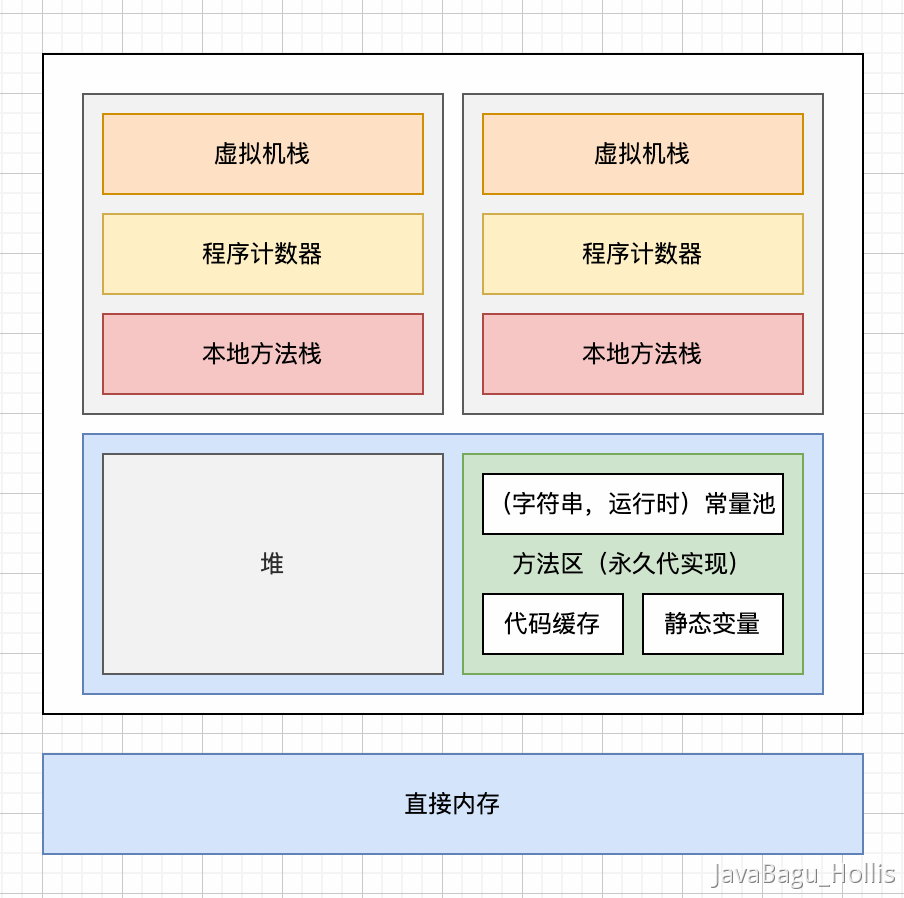 虚拟机栈
程序计数器
本地方法栈
虚拟机栈
程序计数器
本地方法栈
堆
（字符串，运行时）常量池
方法区（永久代实现）
代码缓存
静态变量
直接内存
JavaBagu_Hollis